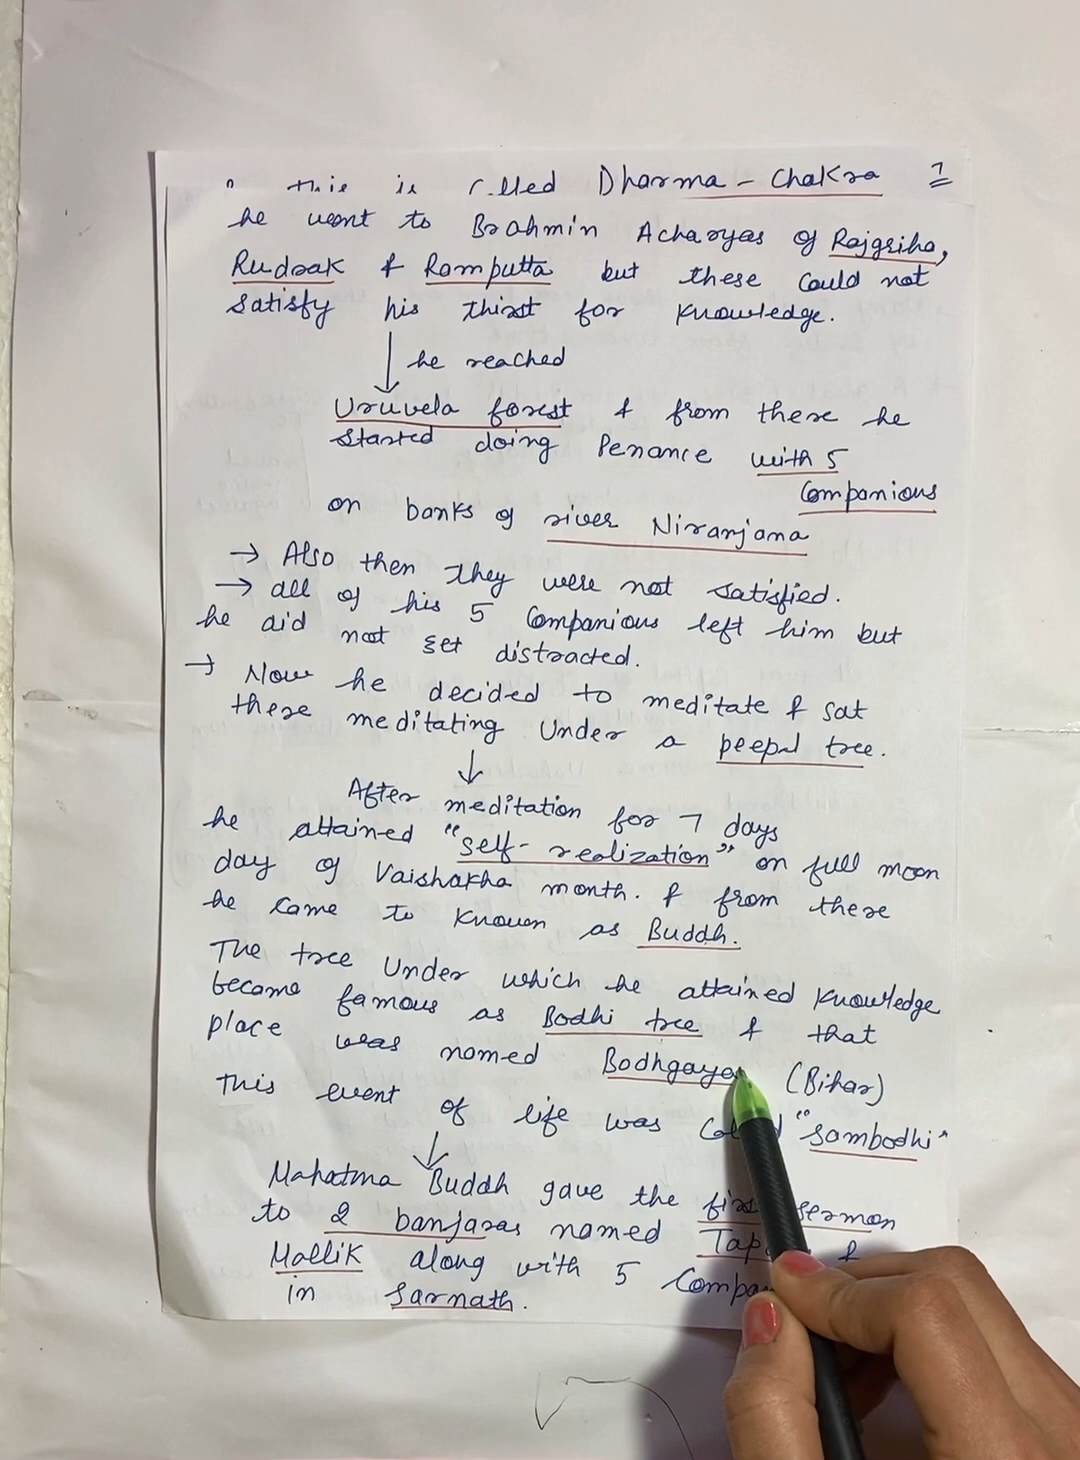 this is called Dharma - Chakra
he went to Brahmin Acharyas of Rajgriha,
Rudrak & Ramputta but these could not
satisfy his thirst for knowledge.
he reached
Uruvela forest & from there he
started doing Penance with 5
Companious
on banks of river Niranjana
→ Also then they were not satisfied.
→ all of his 5 Companious left him but
he did not get distracted.
→ Now he decided to meditate & sat
there meditating Under a peepal tree.
After meditation for 7 days
he attained "self-realization" on full moon
day of Vaishakha month. & from there
he came to known as Buddh.
The tree Under which he attained knowledge
became famous as Bodhi tree & that
place was named Bodhgaya (Bihar)
This event of life was "Sambodhi"
Mahatma Buddh gave the first sermon
to 2 banjaras named &
Mallik along with 5
in Sarnath.